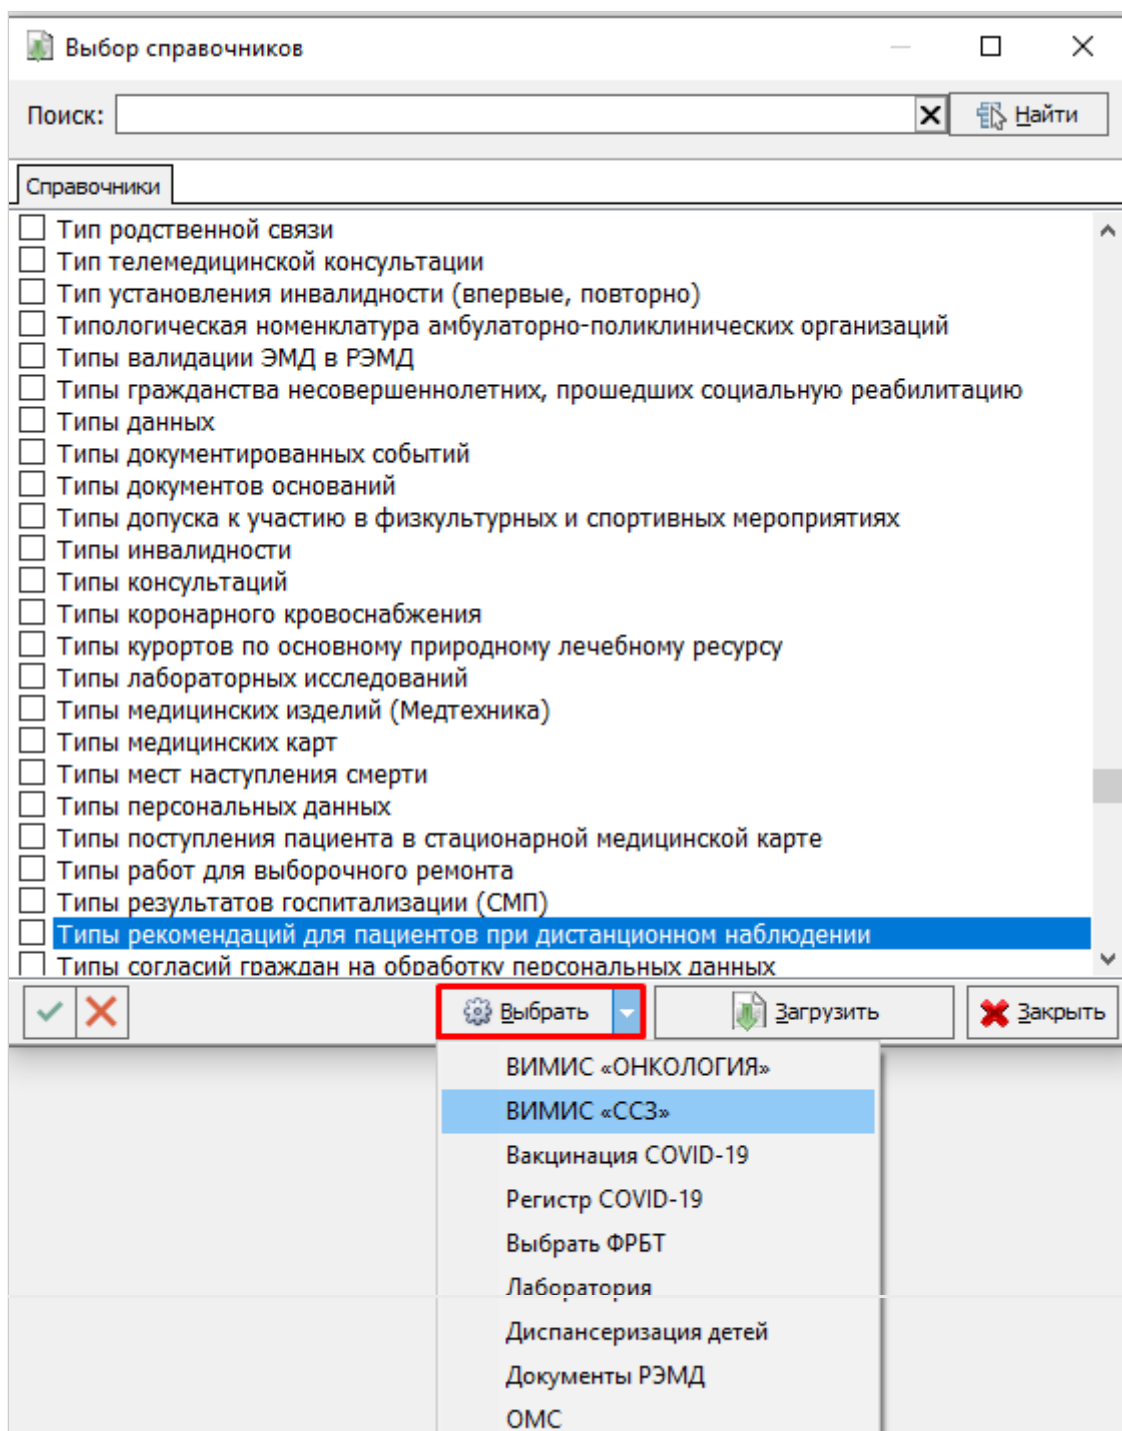 Выбор справочников
Поиск:
Найти
Справочники
Тип родственной связи
Тип телемедицинской консультации
Тип установления инвалидности (впервые, повторно)
Типологическая номенклатура амбулаторно-поликлинических организаций
Типы валидации ЭМД в РЭМД
Типы гражданства несовершеннолетних, прошедших социальную реабилитацию
Типы данных
Типы документированных событий
Типы документов оснований
Типы допуска к участию в физкультурных и спортивных мероприятиях
Типы инвалидности
Типы консультаций
Типы коронарного кровоснабжения
Типы курортов по основному природному лечебному ресурсу
Типы лабораторных исследований
Типы медицинских изделий (Медтехника)
Типы медицинских карт
Типы мест наступления смерти
Типы персональных данных
Типы поступления пациента в стационарной медицинской карте
Типы работ для выборочного ремонта
Типы результатов госпитализации (СМП)
Типы рекомендаций для пациентов при дистанционном наблюдении
Типы согласий граждан на обработку персональных данных
Выбрать Загрузить Закрыть
ВИМИС «ОНКОЛОГИЯ»
ВИМИС «ССЗ»
Вакцинация COVID-19
Регистр COVID-19
Выбрать ФРБТ
Лаборатория
Диспансеризация детей
Документы РЭМД
ОМС